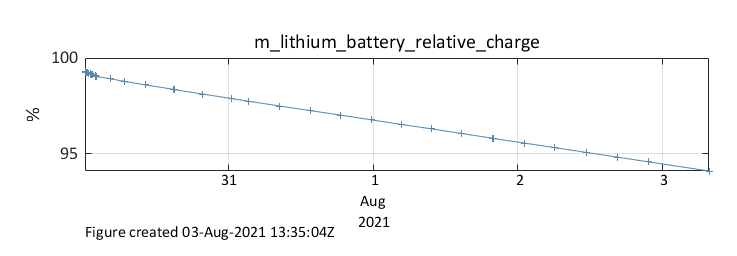 m_lithium_battery_relative_charge
100
%
95
31
1
2
3
Aug
2021
Figure created 03-Aug-2021 13:35:04Z